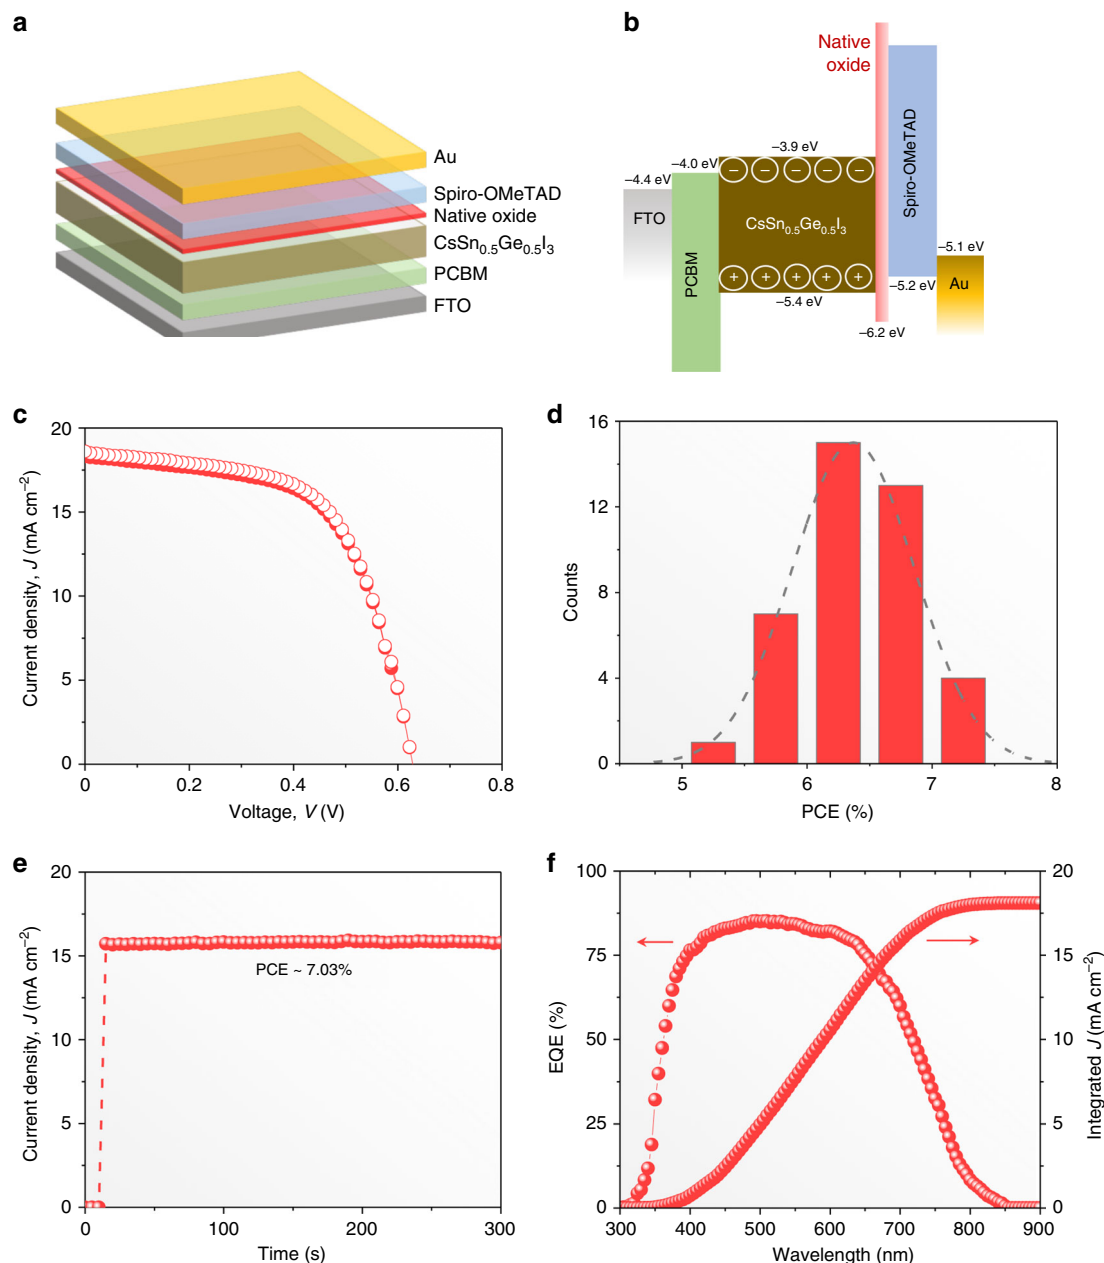 a
Au
Spiro-OMeTAD
Native oxide
CsSn0.5Ge0.5I3
PCBM
FTO
b
Native
oxide
−4.4 eV
−4.0 eV
−3.9 eV
FTO
PCBM
CsSn0.5Ge0.5I3
−5.4 eV
Spiro-OMeTAD
−5.1 eV
−5.2 eV
Au
−6.2 eV
c
20
15
10
5
0
0
0.2
0.4
0.6
0.8
Current density, J (mA cm−2)
Voltage, V (V)
d
16
12
8
4
0
5
6
7
8
Counts
PCE (%)
e
20
15
10
5
0
0
100
200
300
PCE ~ 7.03%
Current density, J (mA cm−2)
Time (s)
f
100
75
50
25
0
300
400
500
600
700
800
900
20
15
10
5
0
EQE (%)
Integrated J (mA cm−2)
Wavelength (nm)